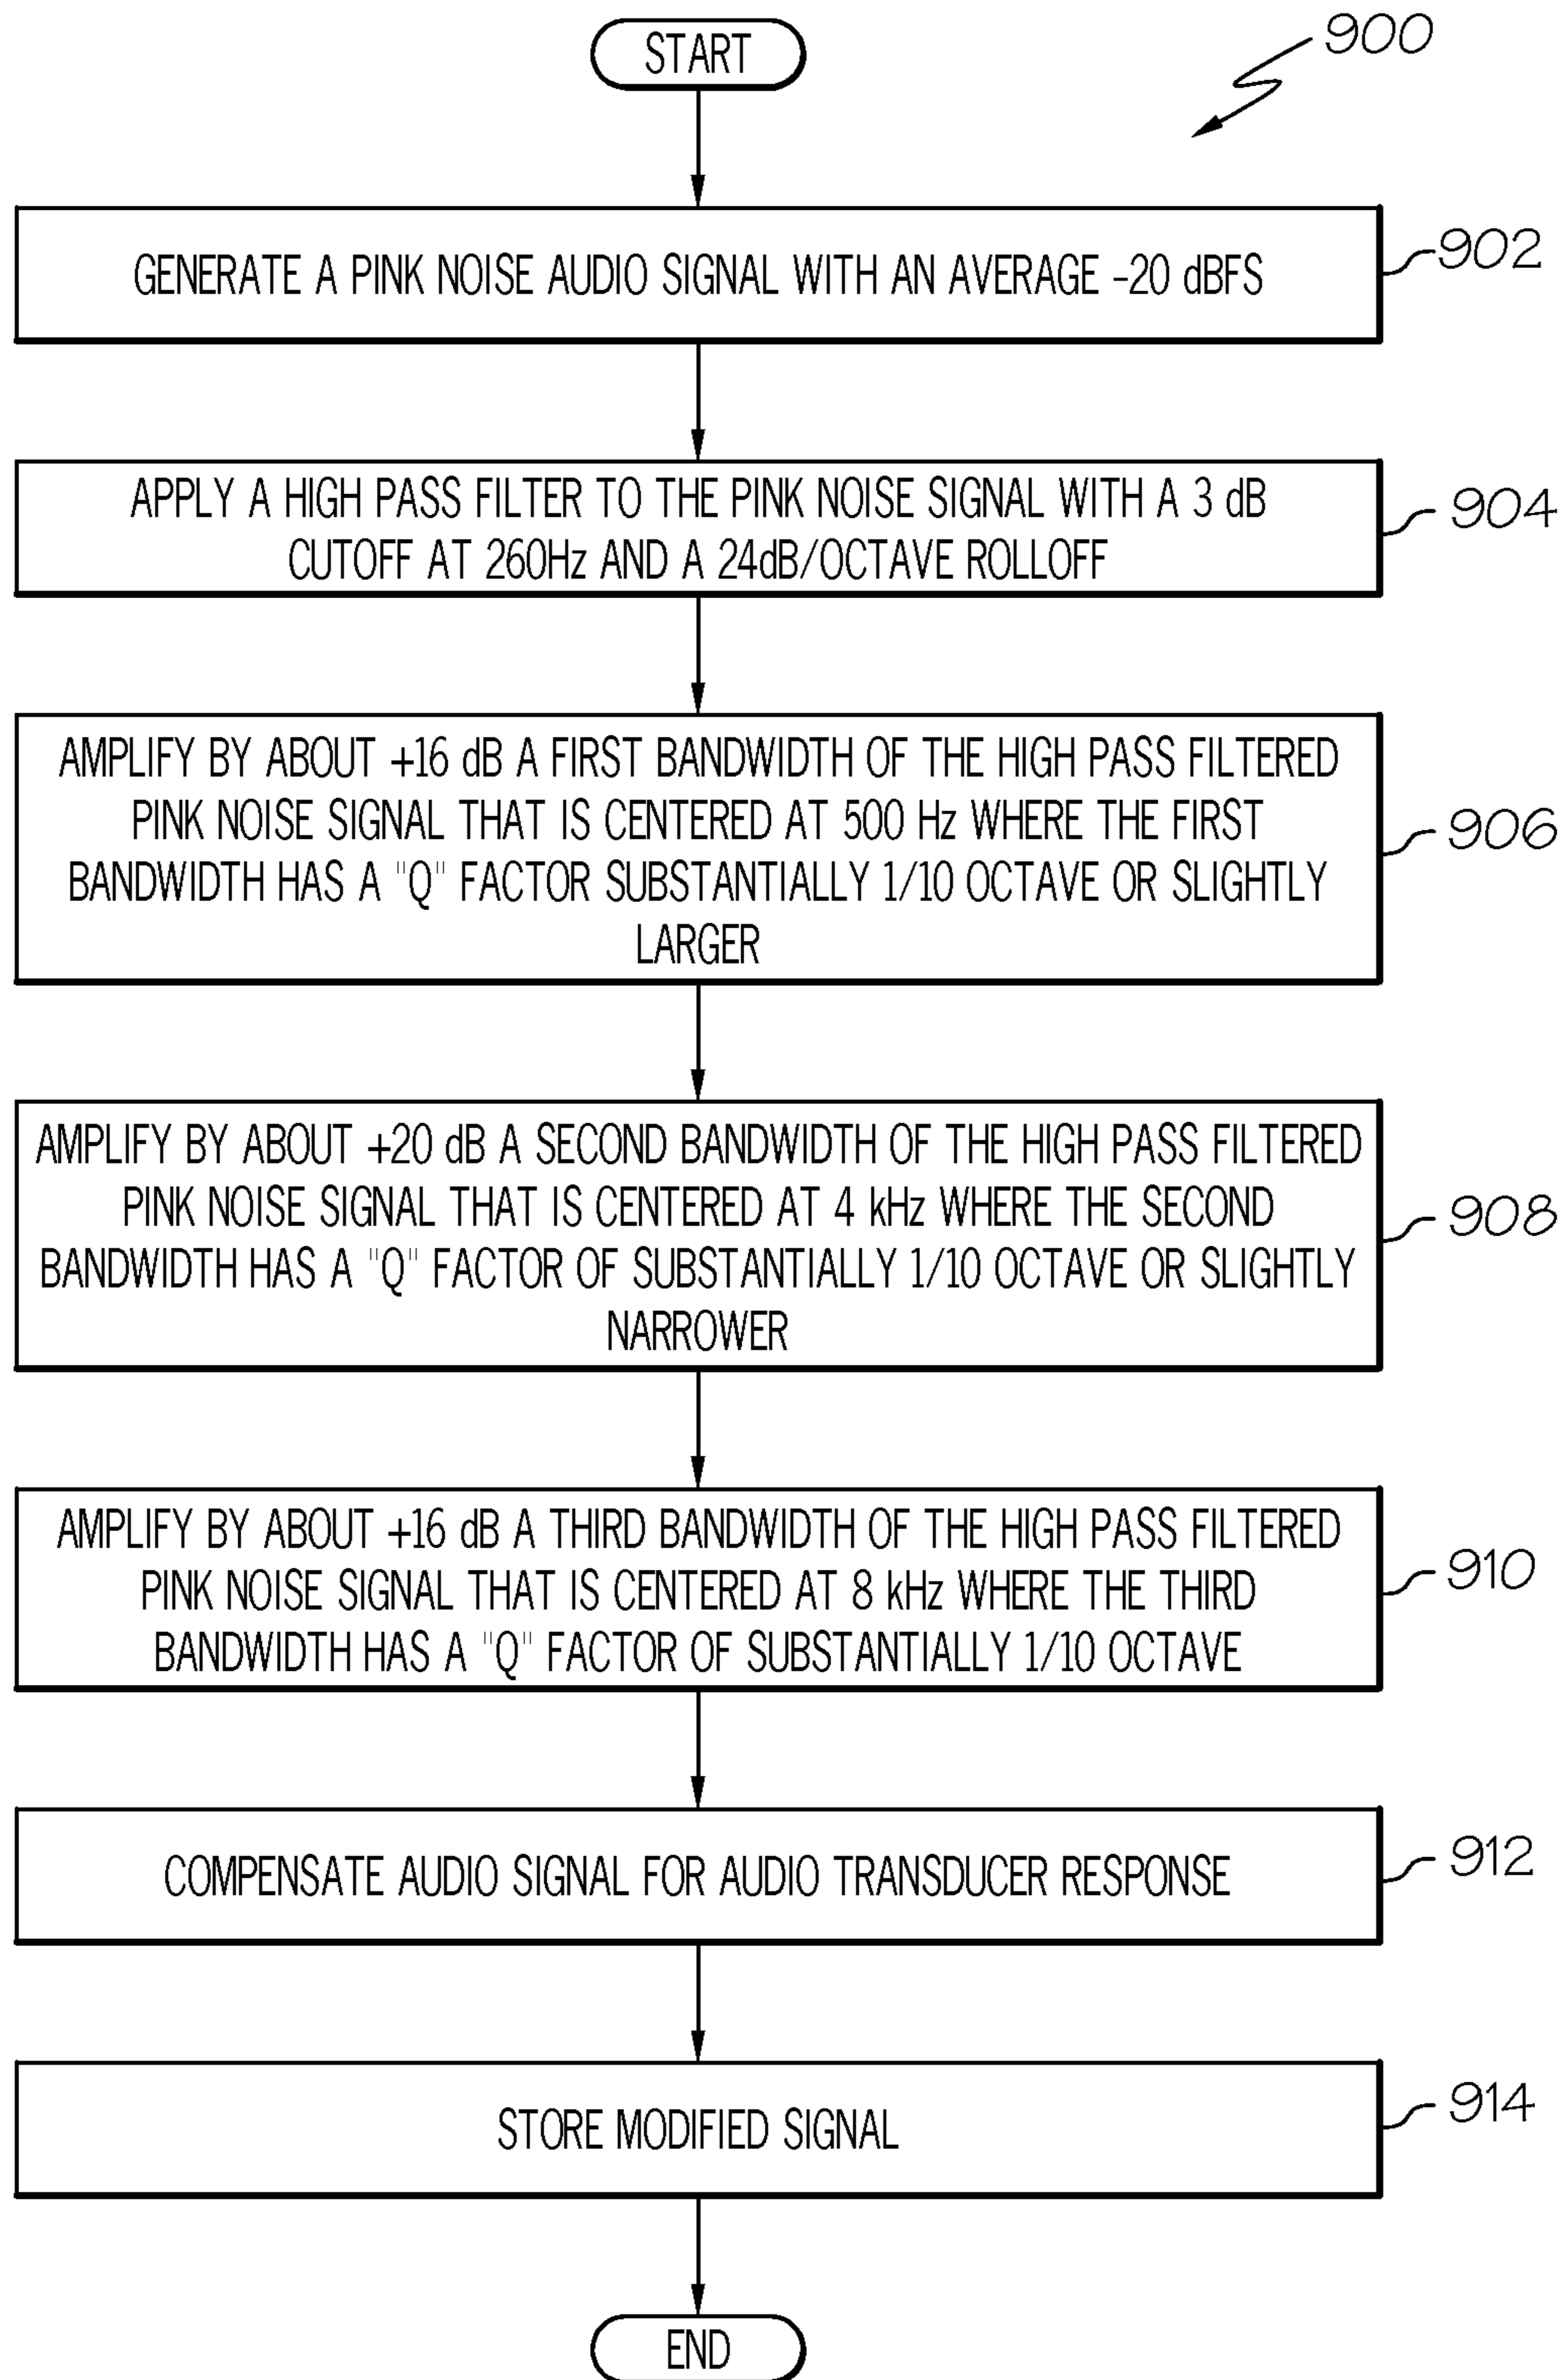 START
900
GENERATE A PINK NOISE AUDIO SIGNAL WITH AN AVERAGE -20 dBFS
902
APPLY A HIGH PASS FILTER TO THE PINK NOISE SIGNAL WITH A 3 dB
CUTOFF AT 260Hz AND A 24dB/OCTAVE ROLLOFF
904
AMPLIFY BY ABOUT +16 dB A FIRST BANDWIDTH OF THE HIGH PASS FILTERED
PINK NOISE SIGNAL THAT IS CENTERED AT 500 Hz WHERE THE FIRST
BANDWIDTH HAS A "Q" FACTOR SUBSTANTIALLY 1/10 OCTAVE OR SLIGHTLY
LARGER
906
AMPLIFY BY ABOUT +20 dB A SECOND BANDWIDTH OF THE HIGH PASS FILTERED
PINK NOISE SIGNAL THAT IS CENTERED AT 4 kHz WHERE THE SECOND
BANDWIDTH HAS A "Q" FACTOR OF SUBSTANTIALLY 1/10 OCTAVE OR SLIGHTLY
NARROWER
908
AMPLIFY BY ABOUT +16 dB A THIRD BANDWIDTH OF THE HIGH PASS FILTERED
PINK NOISE SIGNAL THAT IS CENTERED AT 8 kHz WHERE THE THIRD
BANDWIDTH HAS A "Q" FACTOR OF SUBSTANTIALLY 1/10 OCTAVE
910
COMPENSATE AUDIO SIGNAL FOR AUDIO TRANSDUCER RESPONSE
912
STORE MODIFIED SIGNAL
914
END